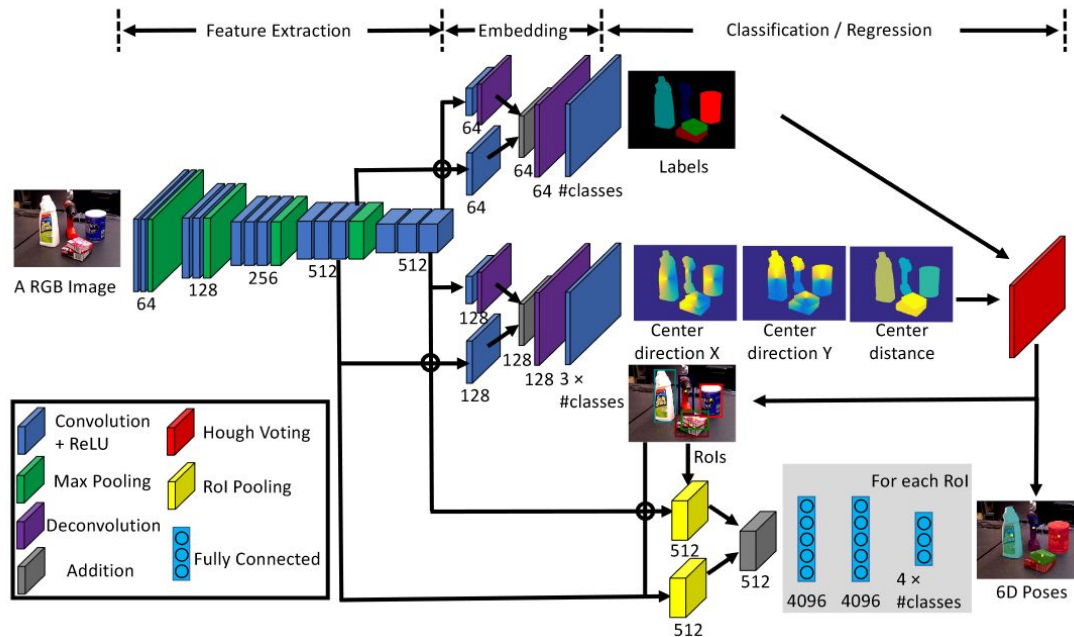 Feature Extraction
Embedding
Classification / Regression
A RGB Image
64
128
256
512
512
64
64
64
64
#classes
Labels
128
128
128
128
3 ×
#classes
Center
direction X
Center
direction Y
Center
distance
RoIs
512
512
512
For each RoI
4096
4096
4 ×
#classes
6D Poses
Convolution
+ ReLU
Max Pooling
Deconvolution
Addition
Hough Voting
RoI Pooling
Fully Connected